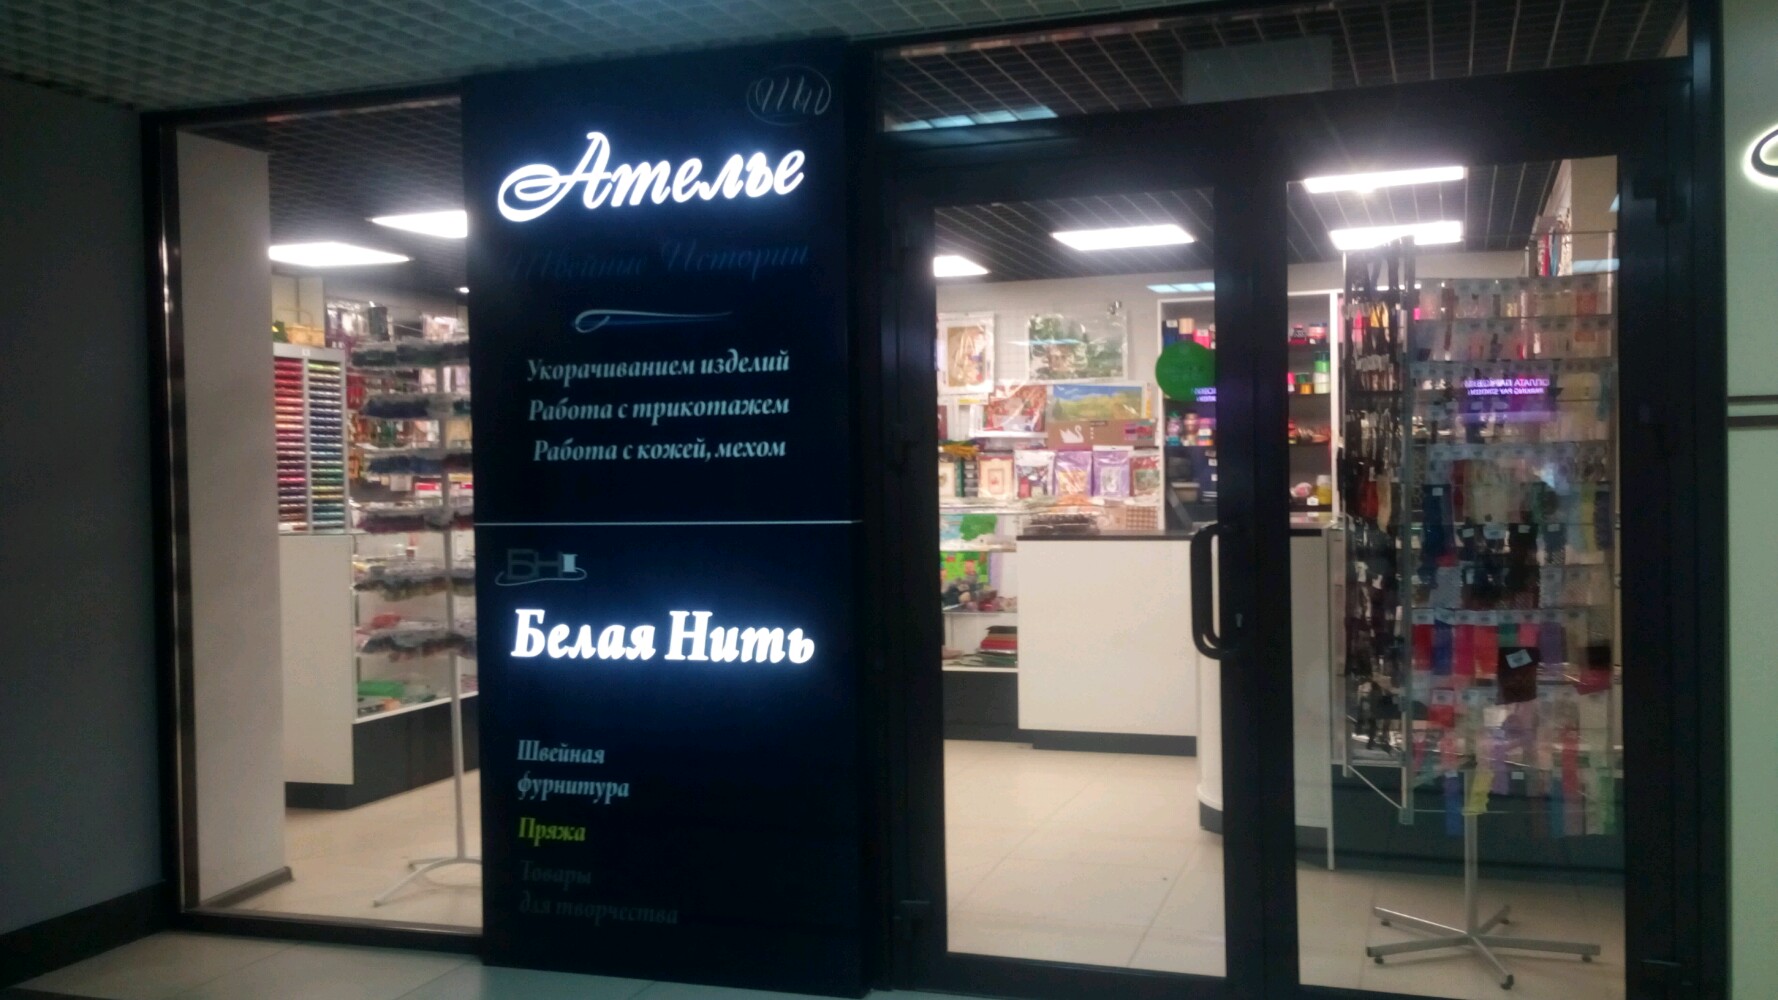 Ателье
Швейные Истории
Укорачиванием изделий
Работа с трикотажем
Работа с кожей, мехом
БН
Белая Нить
Швейная
фурнитура
Пряжа
Товары
для творчества